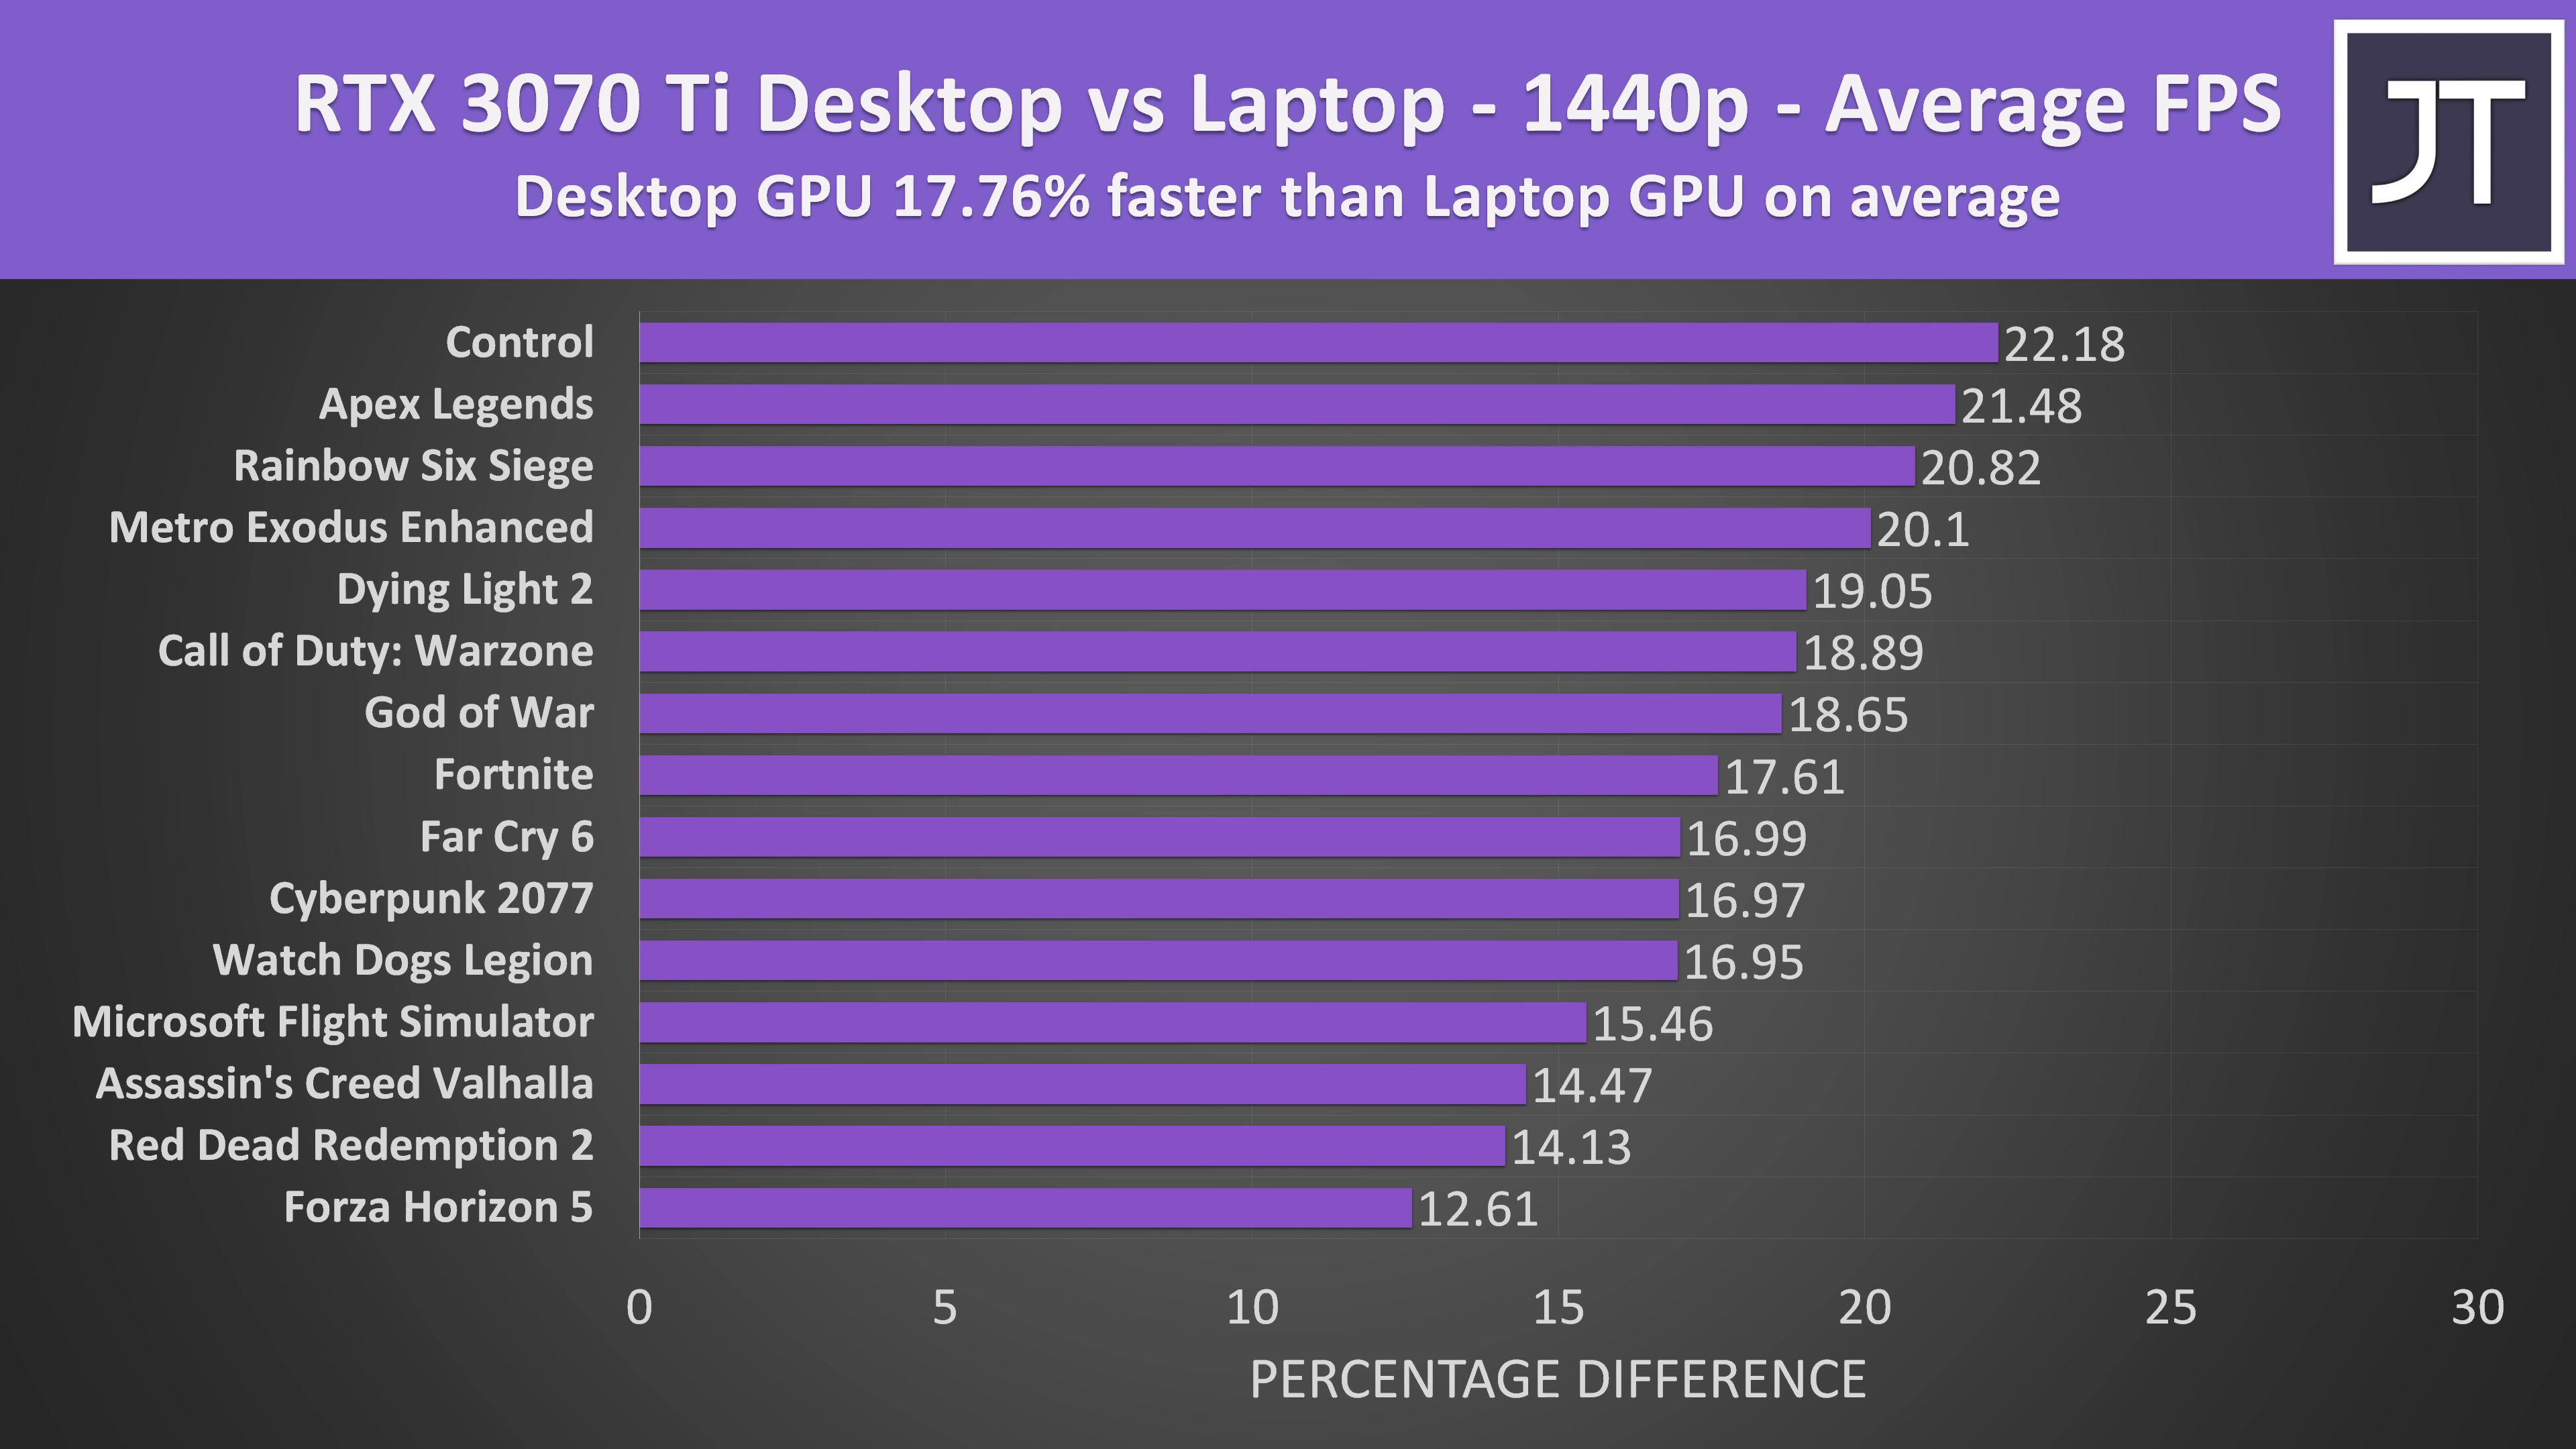 RTX 3070 Ti Desktop vs Laptop - 1440p - Average FPS
Desktop GPU 17.76% faster than Laptop GPU on average
JT
Control 22.18
Apex Legends 21.48
Rainbow Six Siege 20.82
Metro Exodus Enhanced 20.1
Dying Light 2 19.05
Call of Duty: Warzone 18.89
God of War 18.65
Fortnite 17.61
Far Cry 6 16.99
Cyberpunk 2077 16.97
Watch Dogs Legion 16.95
Microsoft Flight Simulator 15.46
Assassin's Creed Valhalla 14.47
Red Dead Redemption 2 14.13
Forza Horizon 5 12.61
0 5 10 15 20 25 30
PERCENTAGE DIFFERENCE